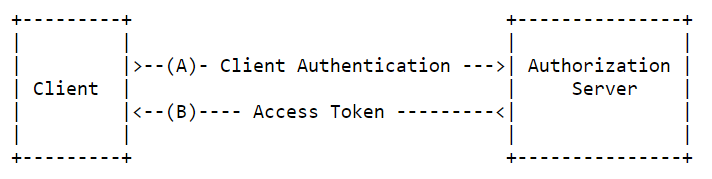 +---------+                                  +---------------+
|         |                                  |               |
|         |>--(A)- Client Authentication --->| Authorization |
| Client  |                                  |     Server    |
|         |<--(B)---- Access Token ---------<|               |
|         |                                  |               |
+---------+                                  +---------------+